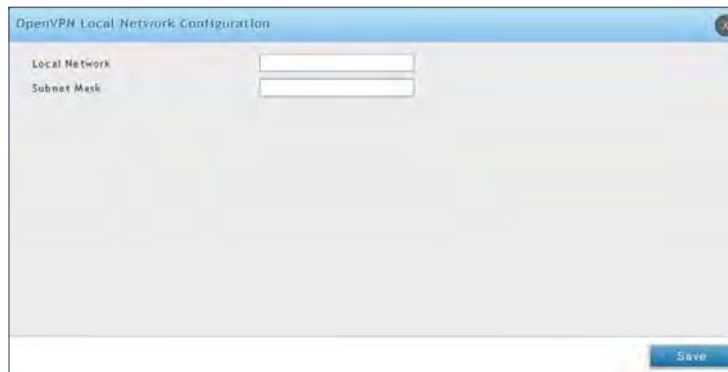 OpenVPN Local Network Configuration
X
Local Network
Subnet Mask
Save